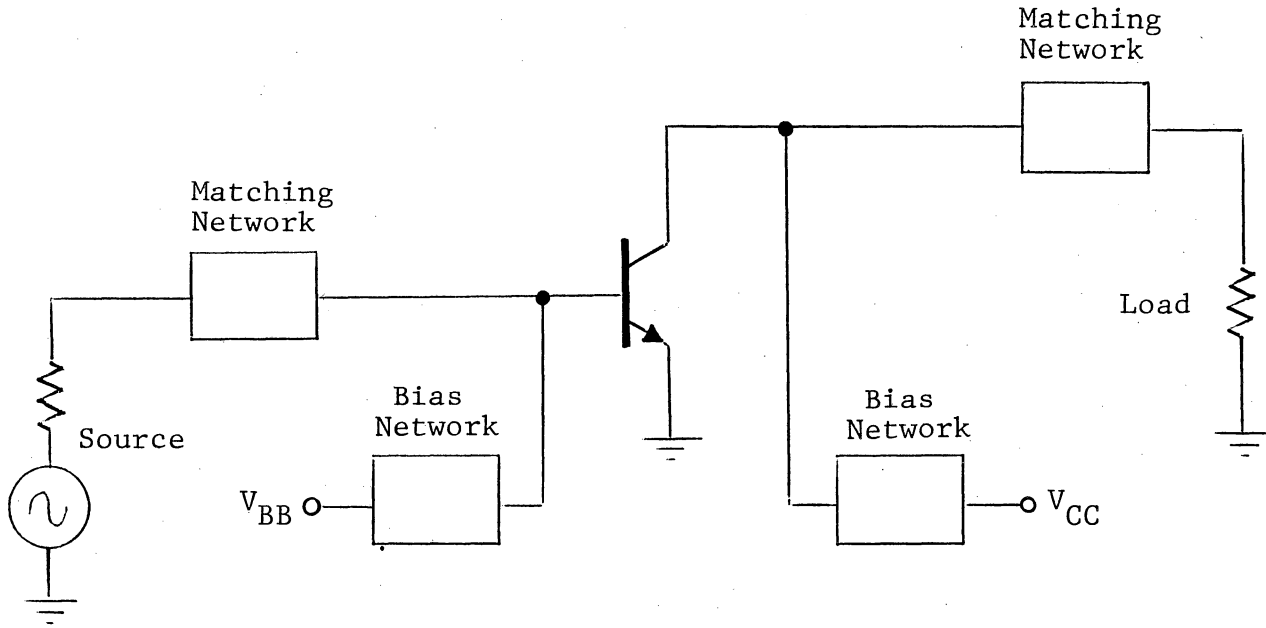 Matching
Network
Matching
Network
Load
Bias
Network
Bias
Network
Source
V_BB
V_CC